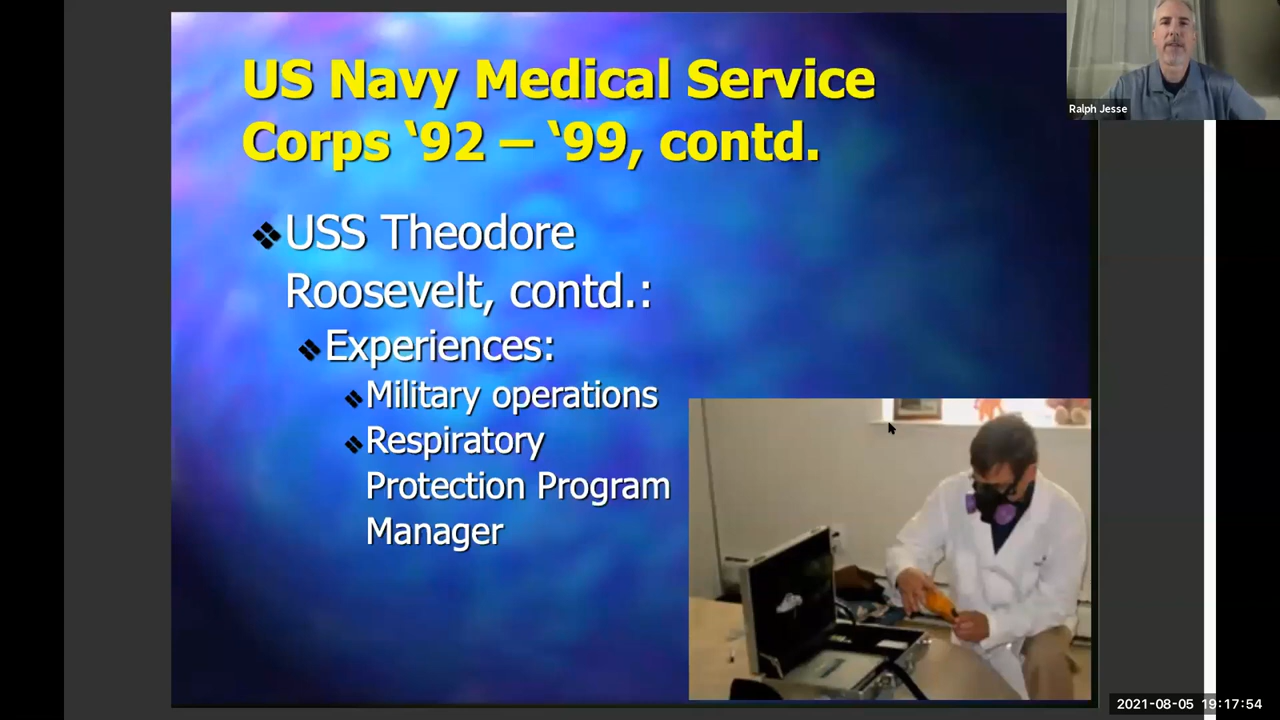 US Navy Medical Service
Corps ‘92 – ‘99, contd.
USS Theodore
Roosevelt, contd.:
Experiences:
Military operations
Respiratory
Protection Program
Manager
Ralph Jesse
2021-08-05 19:17:54